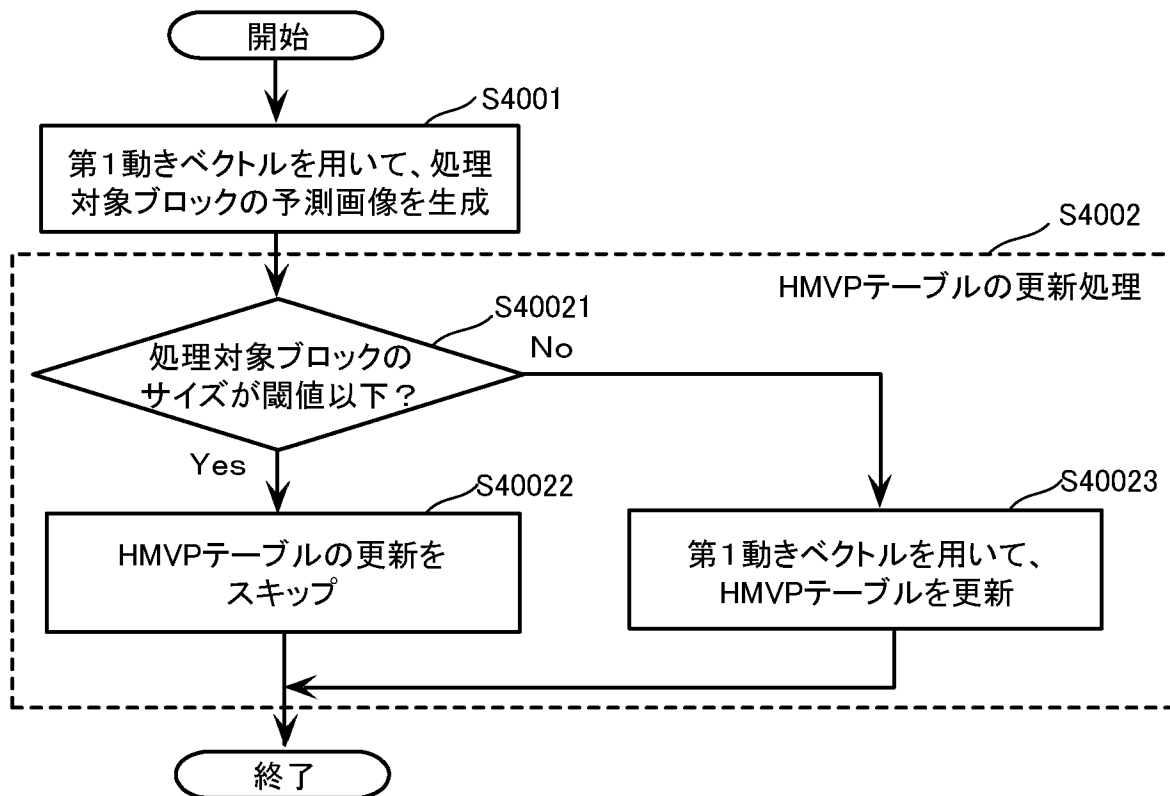 開始
S4001
第１動きベクトルを用いて、処理
対象ブロックの予測画像を生成
S4002
HMVPテーブルの更新処理
S40021
処理対象ブロックの
サイズが閾値以下？
No
Yes
S40022
HMVPテーブルの更新を
スキップ
S40023
第１動きベクトルを用いて、
HMVPテーブルを更新
終了